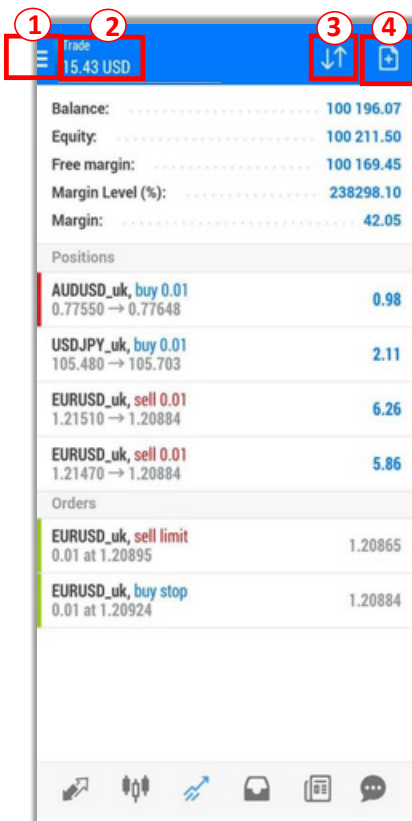 1 2 3 4
Trade
15.43 USD
Balance: 100 196.07
Equity: 100 211.50
Free margin: 100 169.45
Margin Level (%): 238298.10
Margin: 42.05
Positions
AUDUSD_uk, buy 0.01
0.77550 → 0.77648 0.98
USDJPY_uk, buy 0.01
105.480 → 105.703 2.11
EURUSD_uk, sell 0.01
1.21510 → 1.20884 6.26
EURUSD_uk, sell 0.01
1.21470 → 1.20884 5.86
Orders
EURUSD_uk, sell limit
0.01 at 1.20895 1.20865
EURUSD_uk, buy stop
0.01 at 1.20924 1.20884